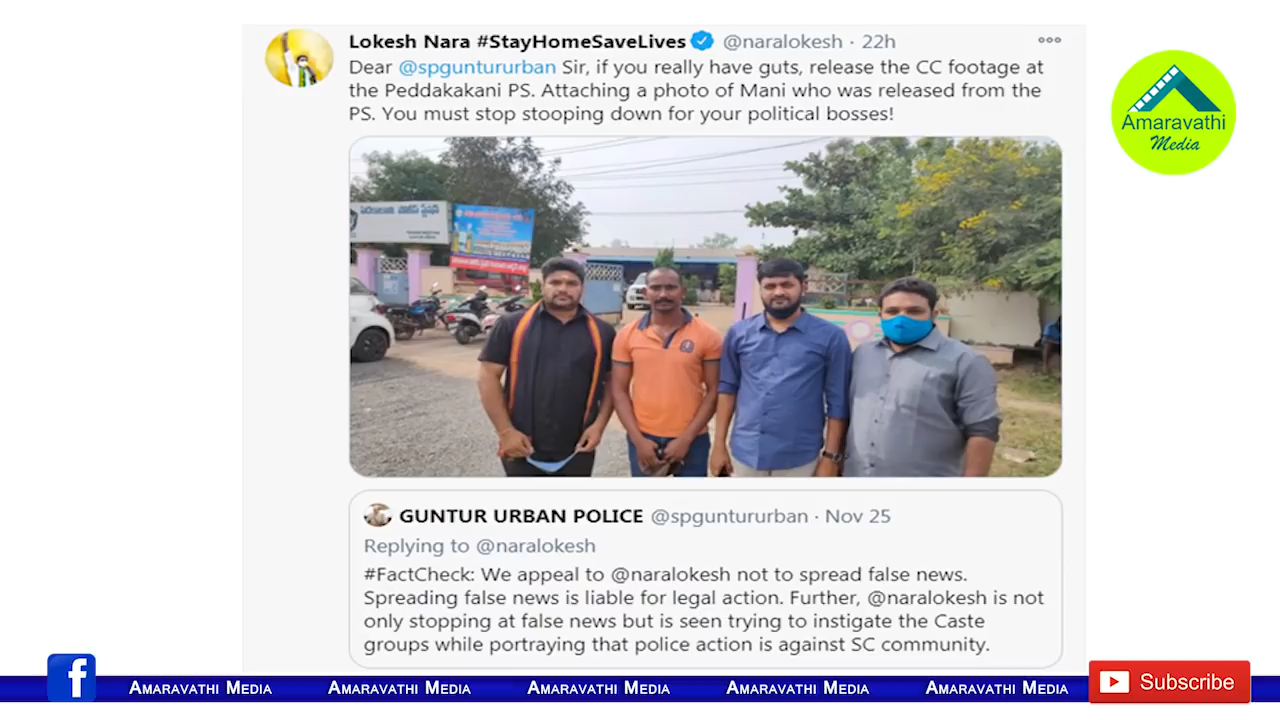 Lokesh Nara #StayHomeSaveLives @naralokesh · 22h
Dear @spgunturuban Sir, if you really have guts, release the CC footage at
the Peddakakani PS. Attaching a photo of Mani who was released from the
PS. You must stop stooping down for your political bosses!
Amaravathi
Media
GUNTUR URBAN POLICE @spguntururban · Nov 25
Replying to @naralokesh
#FactCheck: We appeal to @naralokesh not to spread false news.
Spreading false news is liable for legal action. Further, @naralokesh is not
only stopping at false news but is seen trying to instigate the Caste
groups while portraying that police action is against SC community.
f AMARAVATHI MEDIA AMARAVATHI MEDIA AMARAVATHI MEDIA AMARAVATHI MEDIA AMARAVATHI MEDIA Subscribe